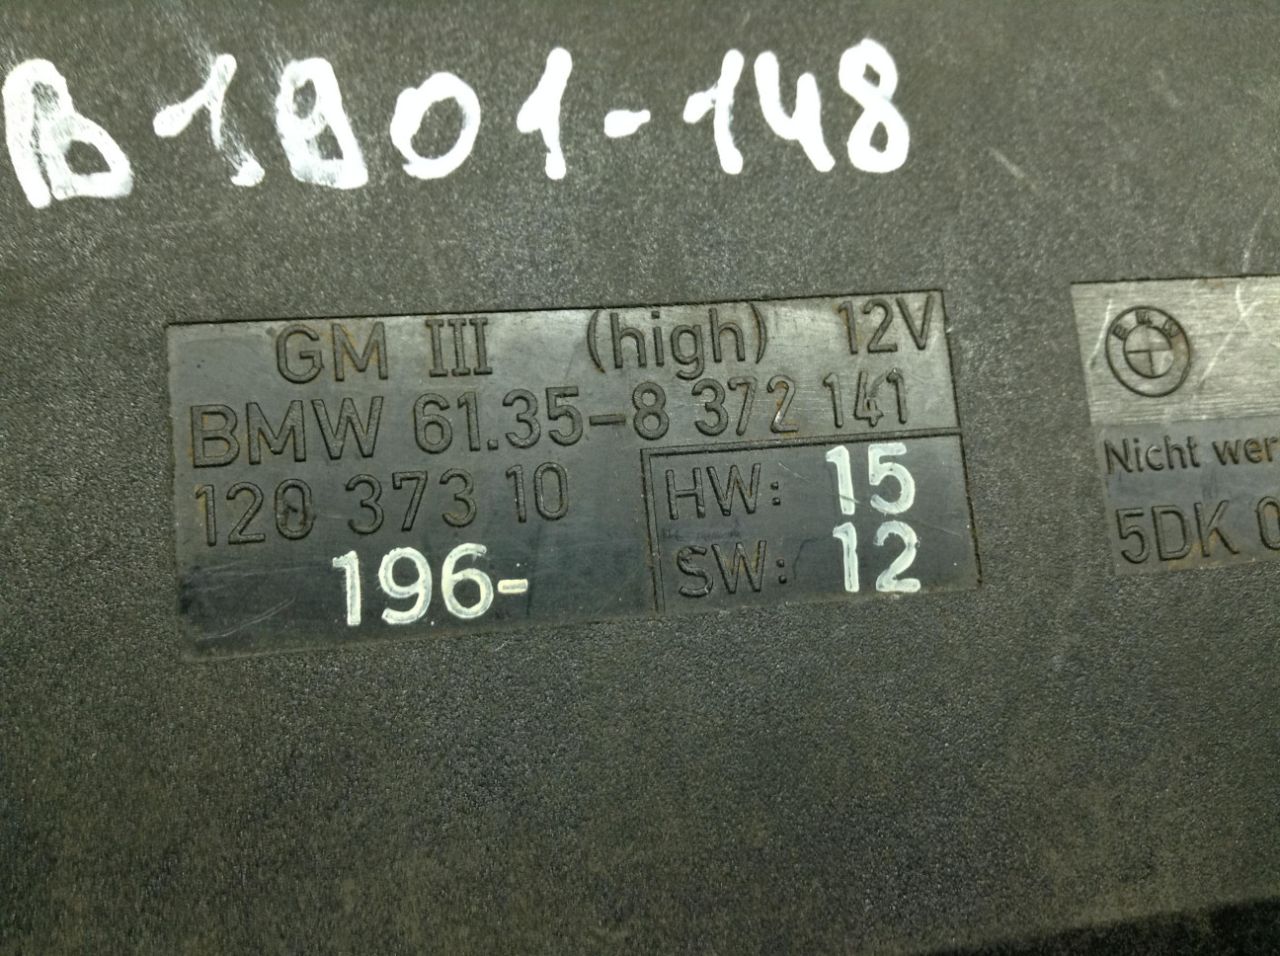 B1801-148
GM III (high) 12V
BMW 61.35-8 372 141
120 373 10
HW: 15
196-
SW: 12
BMW
Nicht wer
5DK 0